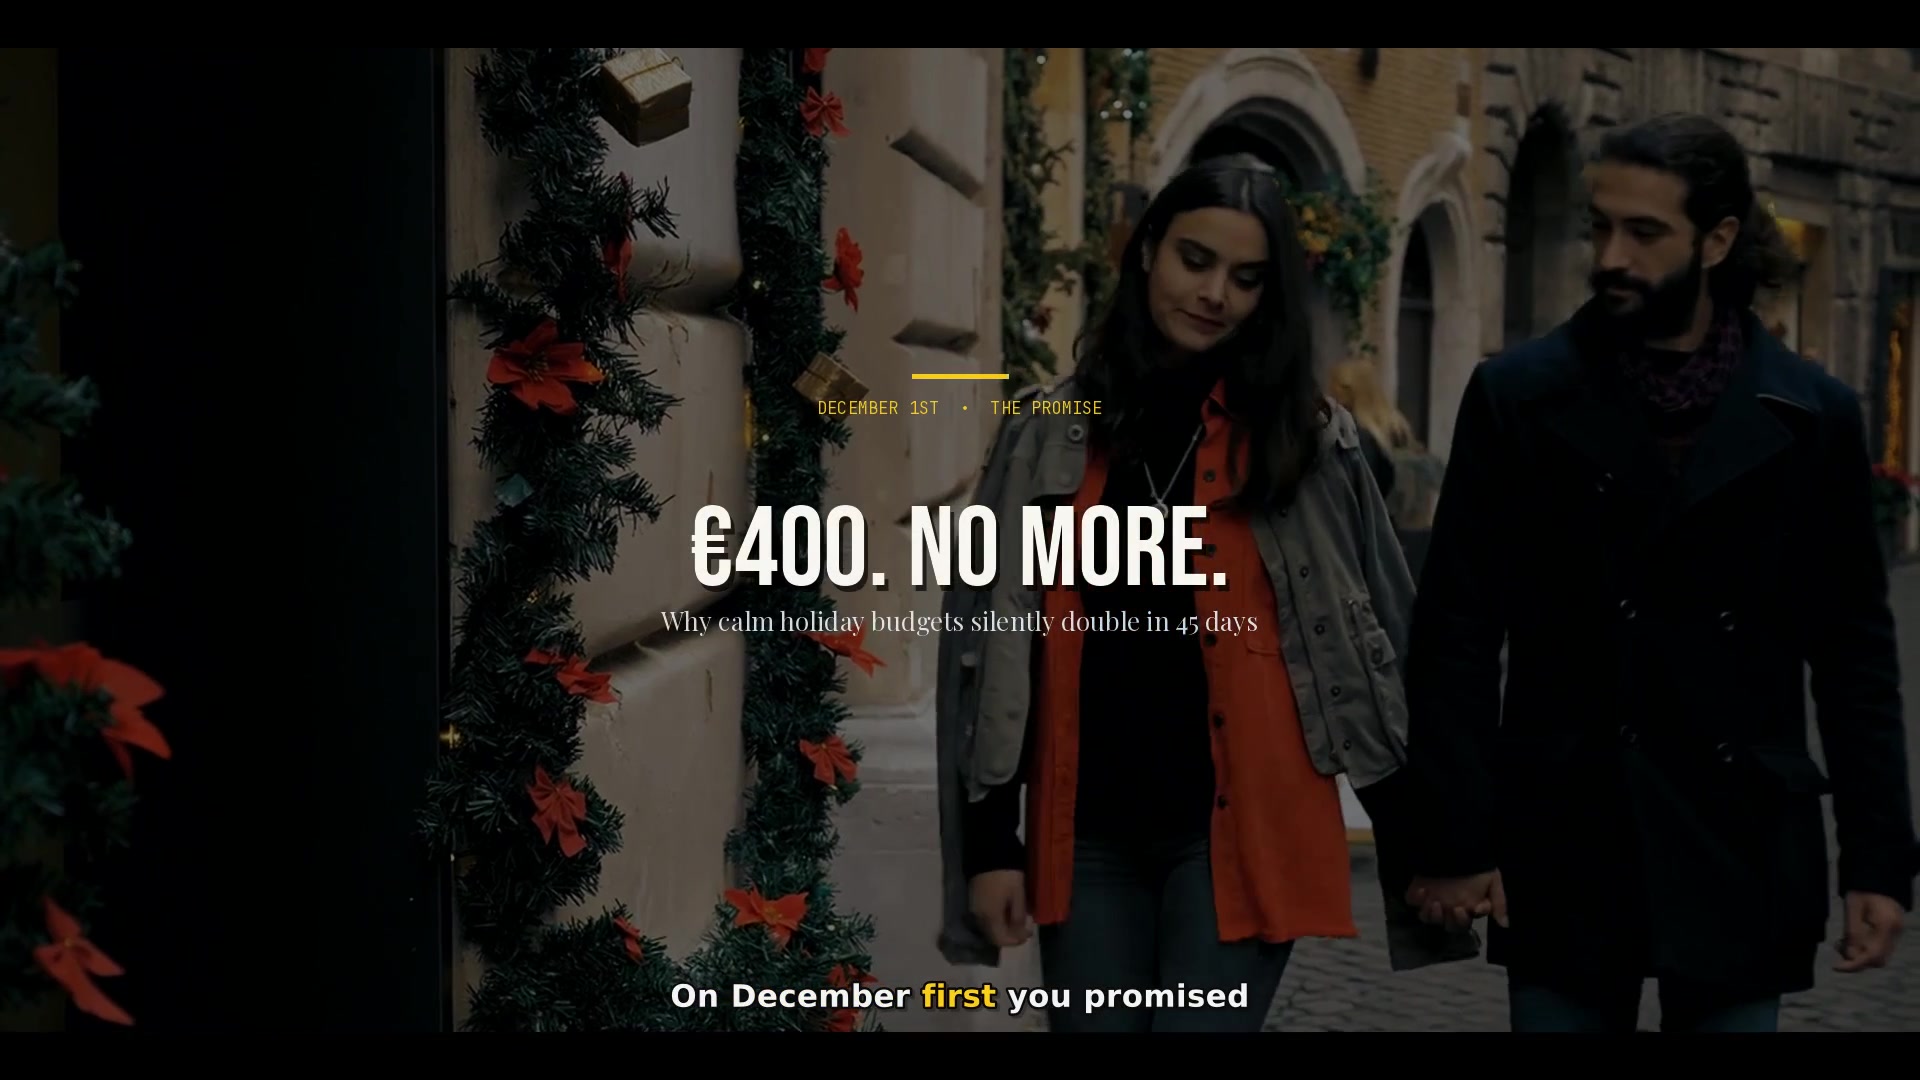 DECEMBER 1ST • THE PROMISE
€400. NO MORE.
Why calm holiday budgets silently double in 45 days
On December first you promised